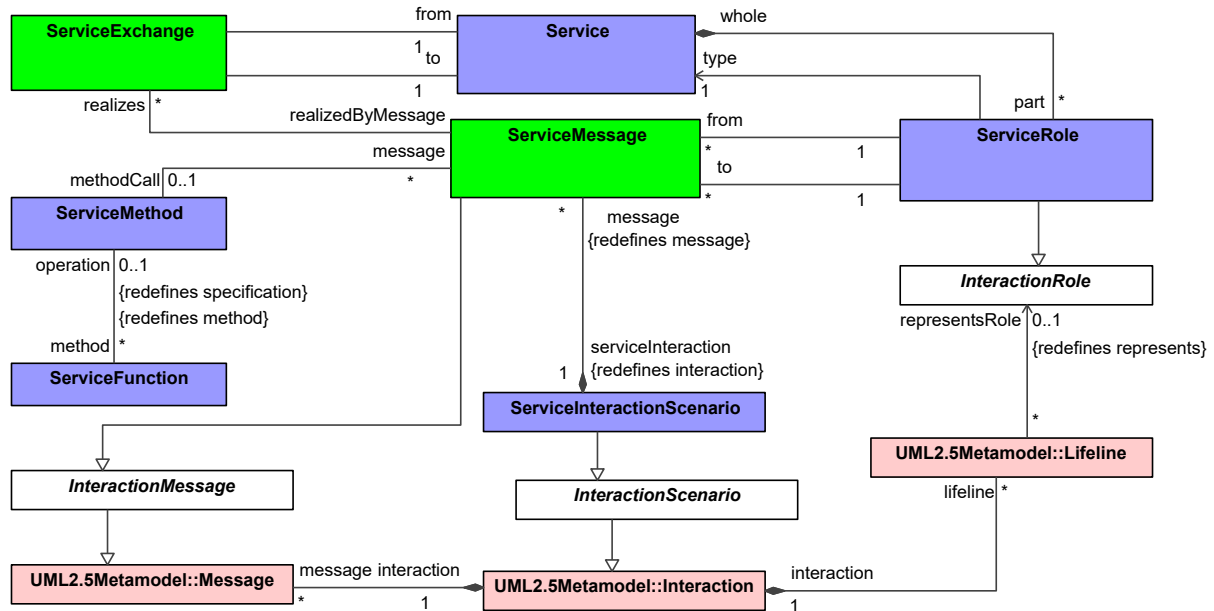 from
whole
ServiceExchange
Service
1
to
type
1
1
realizes
*
part
*
realizedByMessage
ServiceMessage
from
ServiceRole
message
*
1
methodCall
0..1
*
to
ServiceMethod
*
1
*
message
{redefines message}
operation
0..1
InteractionRole
{redefines specification}
representsRole
0..1
{redefines method}
{redefines represents}
method
*
serviceInteraction
ServiceFunction
1
{redefines interaction}
ServiceInteractionScenario
*
UML2.5Metamodel::Lifeline
InteractionMessage
InteractionScenario
lifeline
*
UML2.5Metamodel::Message
message interaction
UML2.5Metamodel::Interaction
interaction
*
1
1